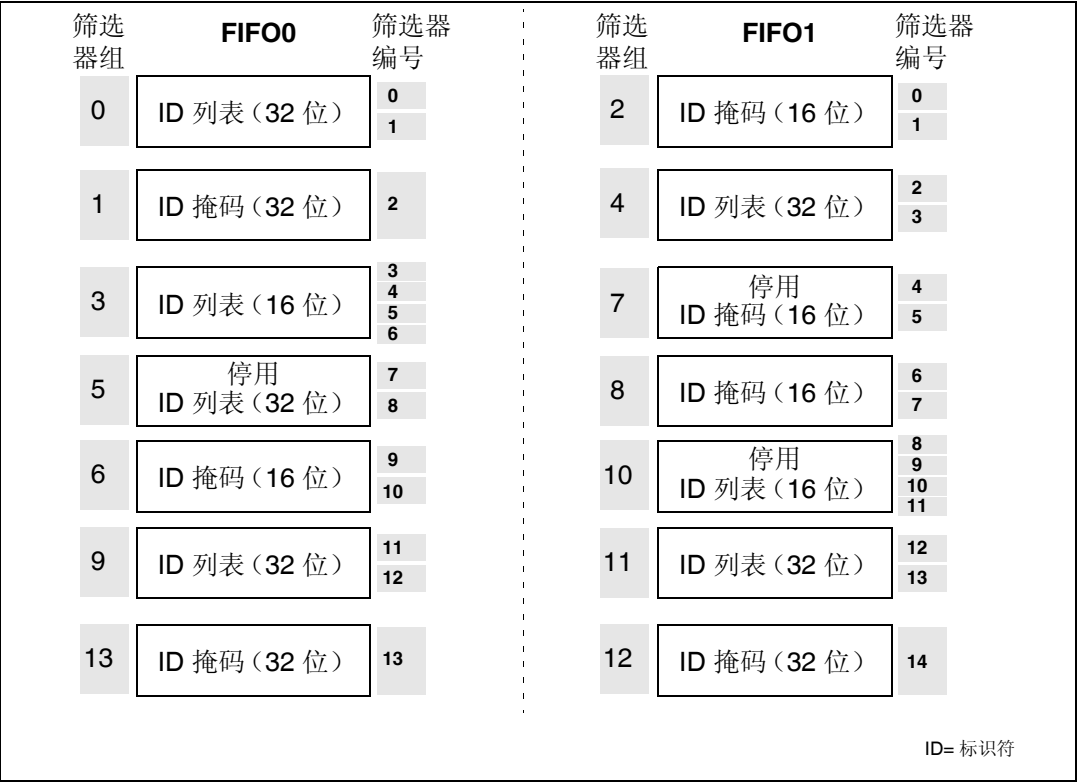 筛选
器组
FIFO0
筛选器
编号
0
ID 列表（32 位）
0
1
1
ID 掩码（32 位）
2
3
ID 列表（16 位）
3
4
5
6
5
停用
ID 列表（32 位）
7
8
6
ID 掩码（16 位）
9
10
9
ID 列表（32 位）
11
12
13
ID 掩码（32 位）
13
筛选
器组
FIFO1
筛选器
编号
2
ID 掩码（16 位）
0
1
4
ID 列表（32 位）
2
3
7
停用
ID 掩码（16 位）
4
5
8
ID 掩码（16 位）
6
7
10
停用
ID 列表（16 位）
8
9
10
11
11
ID 列表（32 位）
12
13
12
ID 掩码（32 位）
14
ID= 标识符